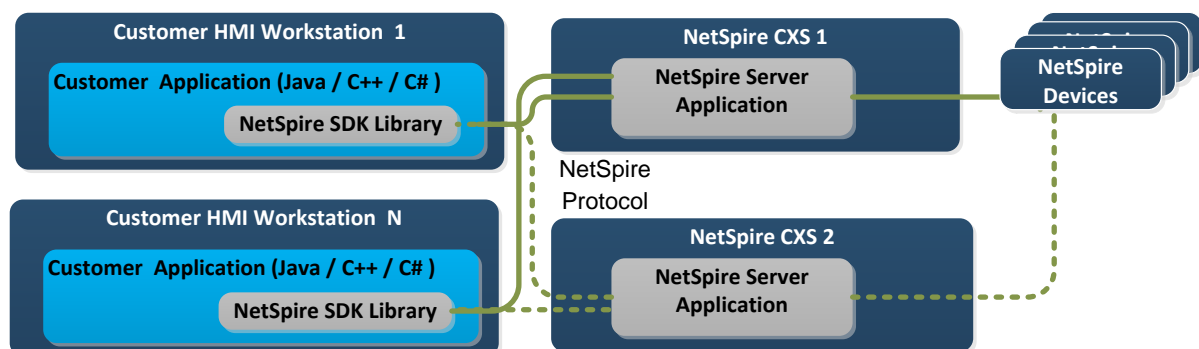 Customer HMI Workstation 1
Customer Application (Java / C++ / C# )
NetSpire SDK Library
NetSpire CXS 1
NetSpire Server
Application
NetSpire
Devices
NetSpire
Protocol
Customer HMI Workstation N
Customer Application (Java / C++ / C# )
NetSpire SDK Library
NetSpire CXS 2
NetSpire Server
Application